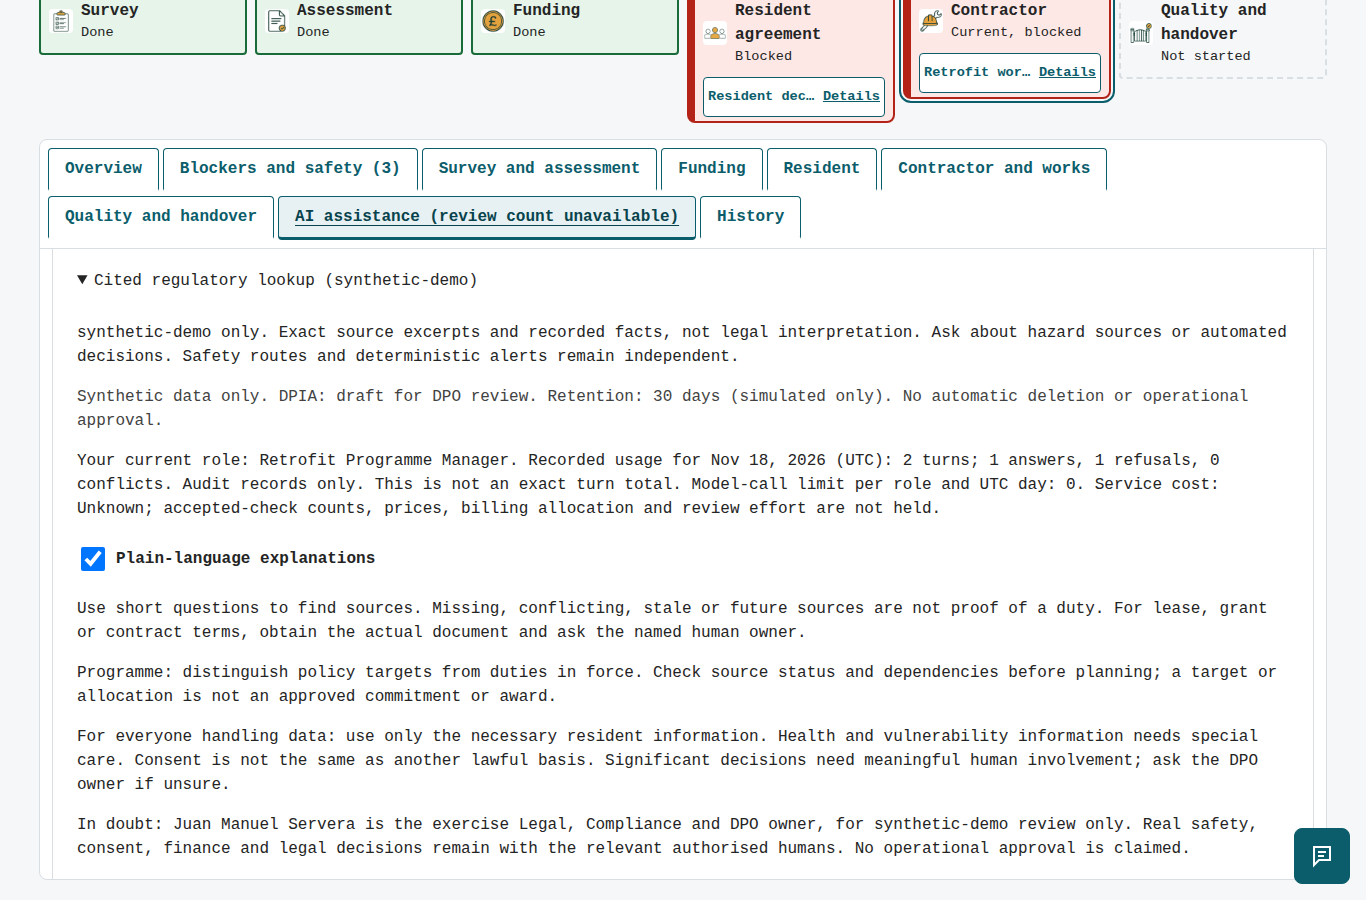 Survey
Done
Assessment
Done
Funding
Done
Resident
agreement
Blocked
Resident dec… Details
Contractor
Current, blocked
Retrofit wor… Details
Quality and
handover
Not started
Overview
Blockers and safety (3)
Survey and assessment
Funding
Resident
Contractor and works
Quality and handover
AI assistance (review count unavailable)
History
Cited regulatory lookup (synthetic-demo)
synthetic-demo only. Exact source excerpts and recorded facts, not legal interpretation. Ask about hazard sources or automated
decisions. Safety routes and deterministic alerts remain independent.
Synthetic data only. DPIA: draft for DPO review. Retention: 30 days (simulated only). No automatic deletion or operational
approval.
Your current role: Retrofit Programme Manager. Recorded usage for Nov 18, 2026 (UTC): 2 turns; 1 answers, 1 refusals, 0
conflicts. Audit records only. This is not an exact turn total. Model-call limit per role and UTC day: 0. Service cost:
Unknown; accepted-check counts, prices, billing allocation and review effort are not held.
Plain-language explanations
Use short questions to find sources. Missing, conflicting, stale or future sources are not proof of a duty. For lease, grant
or contract terms, obtain the actual document and ask the named human owner.
Programme: distinguish policy targets from duties in force. Check source status and dependencies before planning; a target or
allocation is not an approved commitment or award.
For everyone handling data: use only the necessary resident information. Health and vulnerability information needs special
care. Consent is not the same as another lawful basis. Significant decisions need meaningful human involvement; ask the DPO
owner if unsure.
In doubt: Juan Manuel Servera is the exercise Legal, Compliance and DPO owner, for synthetic-demo review only. Real safety,
consent, finance and legal decisions remain with the relevant authorised humans. No operational approval is claimed.